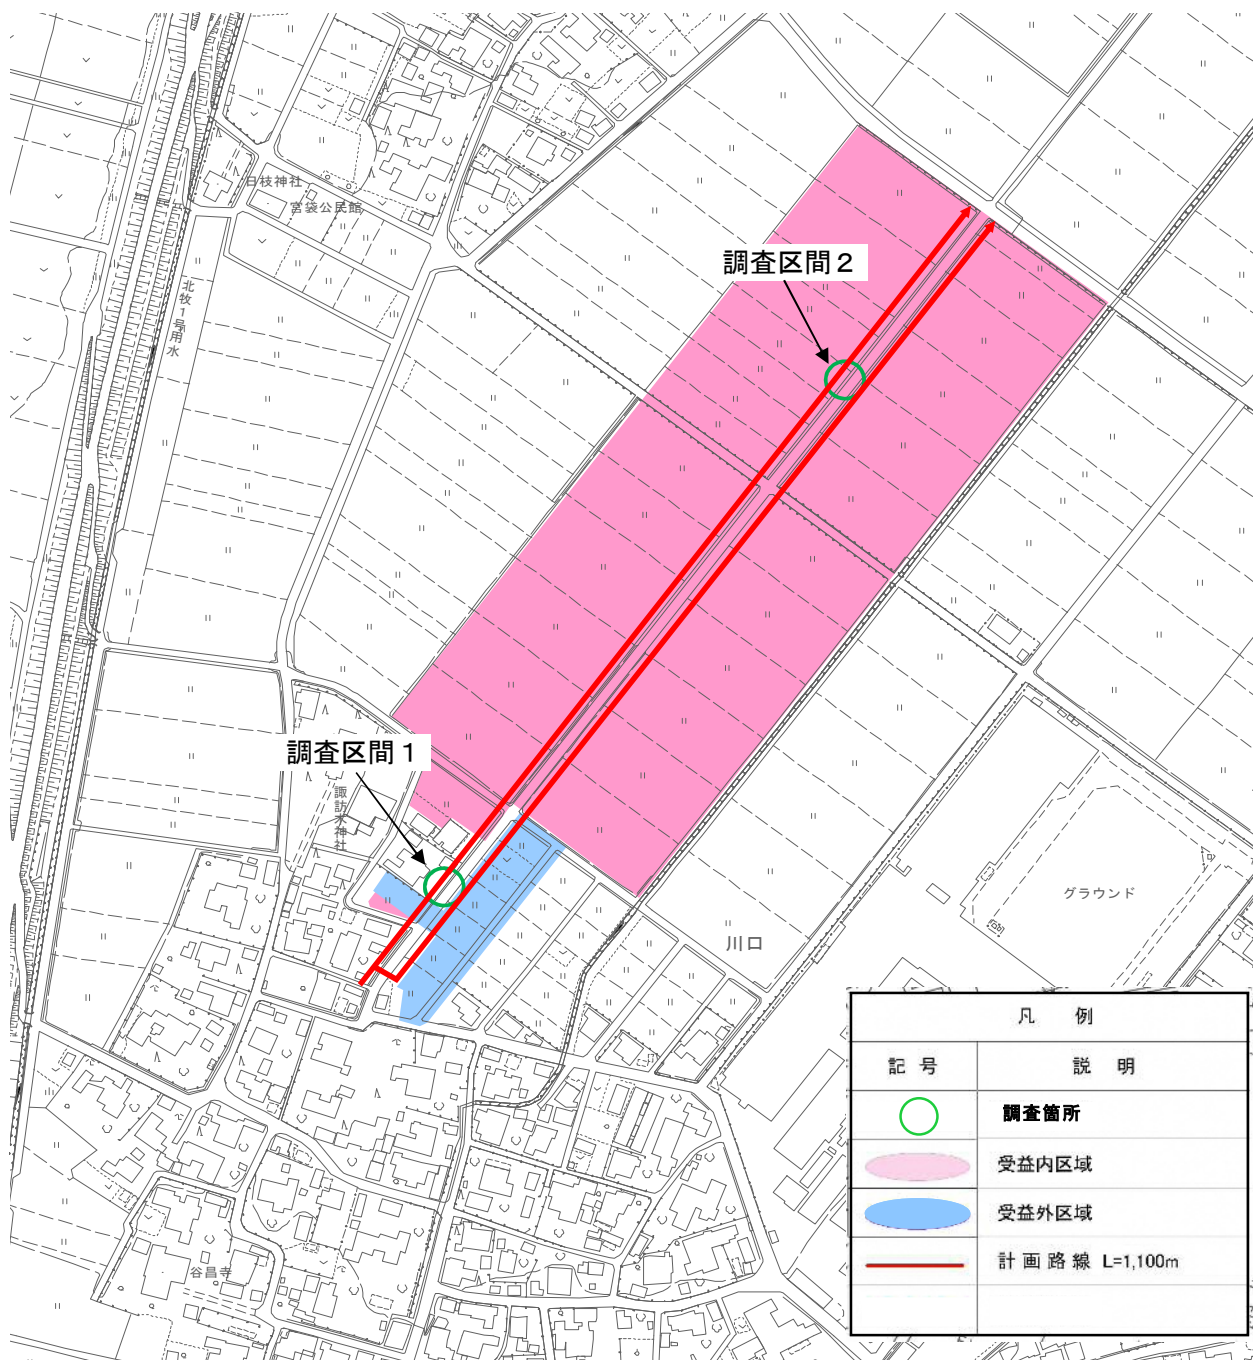 日枝神社
宮袋公民館
北牧1号用水
調査区間2
調査区間1
諏訪水神社
グラウンド
川口
谷昌寺
凡 例
記号 説明
調査箇所
受益内区域
受益外区域
計画路線 L=1,100m